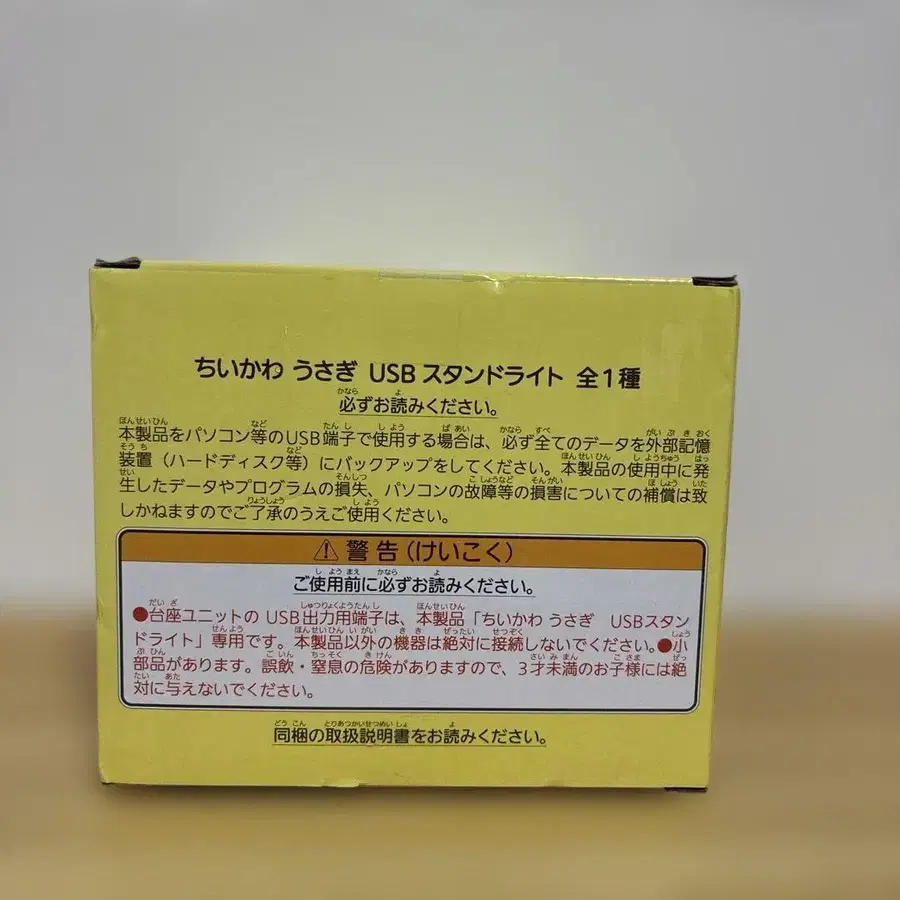 ちいかわ うさぎ USB スタンドライト 全1種
必ずお読みください。
本製品をパソコン等のUSB端子で使用する場合は、必ず全てのデータを外部記憶
装置（ハードディスク等）にバックアップをしてください。本製品の使用中に発
生したデータやプログラムの損失、パソコンの故障等の損害についての補償は致
しかねますのでご了承のうえご使用ください。
⚠ 警告（けいこく）
ご使用前に必ずお読みください。
●台座ユニットの USB出力用端子は、本製品「ちいかわ うさぎ USBスタン
ドライト」専用です。本製品以外の機器は絶対に接続しないでください。●小
部品があります。誤飲・窒息の危険がありますので、3才未満のお子様には絶
対に与えないでください。
同梱の取扱説明書をお読みください。